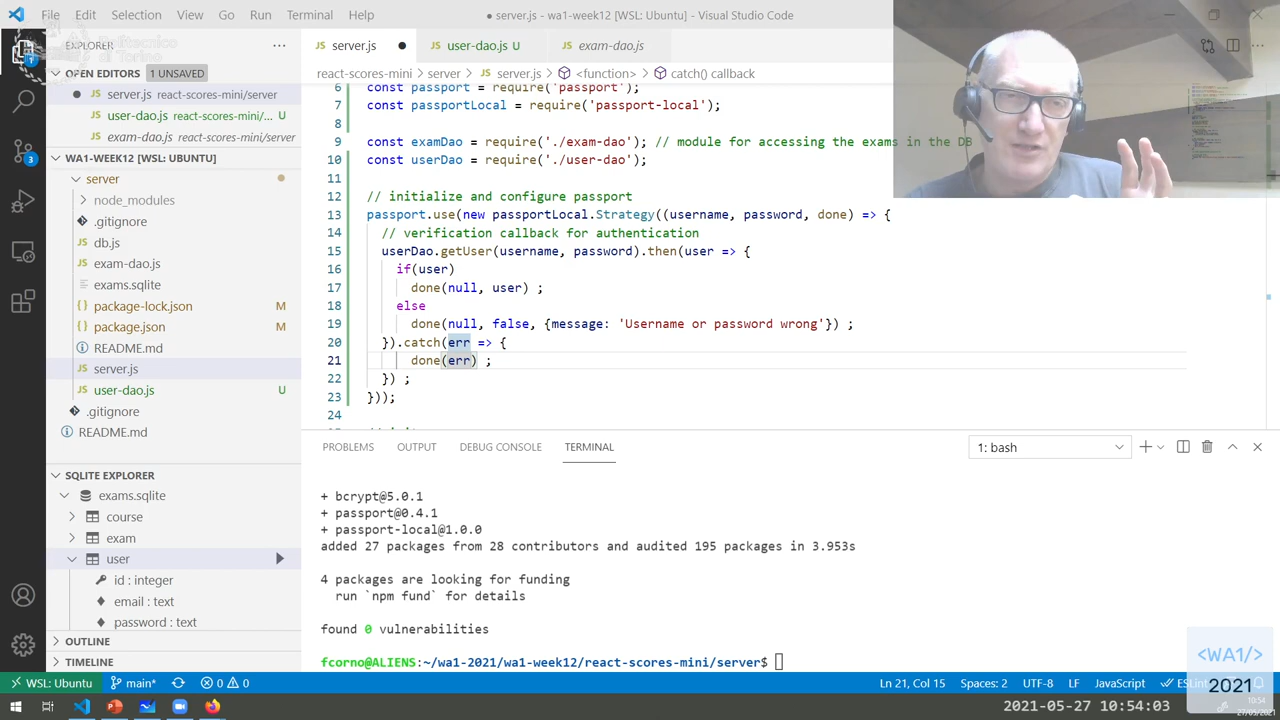 File Edit Selection View Go Run Terminal Help
● server.js - wa1-week12 [WSL: Ubuntu] - Visual Studio Code
EXPLORER
OPEN EDITORS 1 UNSAVED
server.js react-scores-mini/server
user-dao.js react-scores-mini/... U
exam-dao.js react-scores-mini/server
WA1-WEEK12 [WSL: UBUNTU]
server
node_modules
.gitignore
db.js
exam-dao.js
exams.sqlite
package-lock.json M
package.json M
README.md
server.js
user-dao.js U
.gitignore
README.md
SQLITE EXPLORER
exams.sqlite
course
exam
user
id : integer
email : text
password : text
OUTLINE
TIMELINE
server.js ● user-dao.js U exam-dao.js
react-scores-mini > server > server.js > <function> > catch() callback
6 const passport = require('passport');
7 const passportLocal = require('passport-local');
8
9 const examDao = require('./exam-dao'); // module for accessing the exams in the DB
10 const userDao = require('./user-dao');
11
12 // initialize and configure passport
13 passport.use(new passportLocal.Strategy((username, password, done) => {
14 // verification callback for authentication
15 userDao.getUser(username, password).then(user => {
16 if(user)
17 done(null, user) ;
18 else
19 done(null, false, {message: 'Username or password wrong'}) ;
20 }).catch(err => {
21 done(err) ;
22 }) ;
23 }));
24
PROBLEMS OUTPUT DEBUG CONSOLE TERMINAL
1: bash
+ bcrypt@5.0.1
+ passport@0.4.1
+ passport-local@1.0.0
added 27 packages from 28 contributors and audited 195 packages in 3.953s
4 packages are looking for funding
run `npm fund` for details
found 0 vulnerabilities
fcorno@ALIENS:~/wa1-2021/wa1-week12/react-scores-mini/server$
WSL: Ubuntu main* 0 0
Ln 21, Col 15 Spaces: 2 UTF-8 LF JavaScript ESLint
<WA1/>
2021
2021-05-27 10:54:03
10:54
27/05/2021